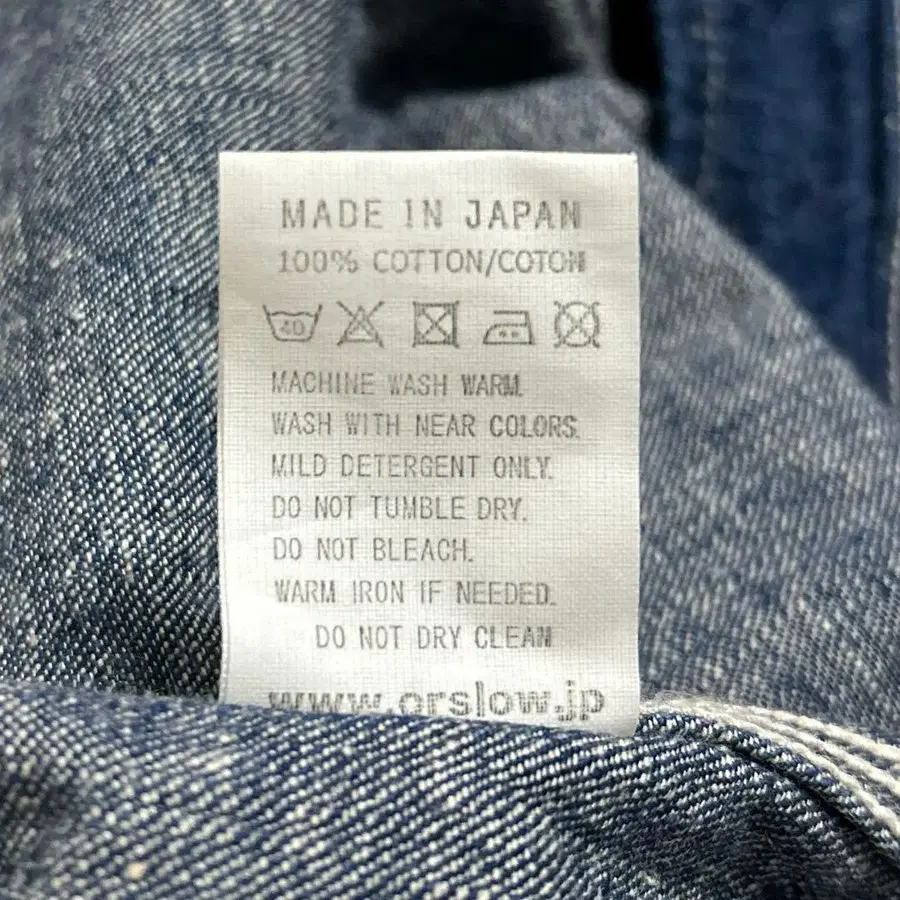 MADE IN JAPAN
100% COTTON/COTON
40
MACHINE WASH WARM.
WASH WITH NEAR COLORS.
MILD DETERGENT ONLY.
DO NOT TUMBLE DRY.
DO NOT BLEACH.
WARM IRON IF NEEDED.
DO NOT DRY CLEAN
www.orslow.jp